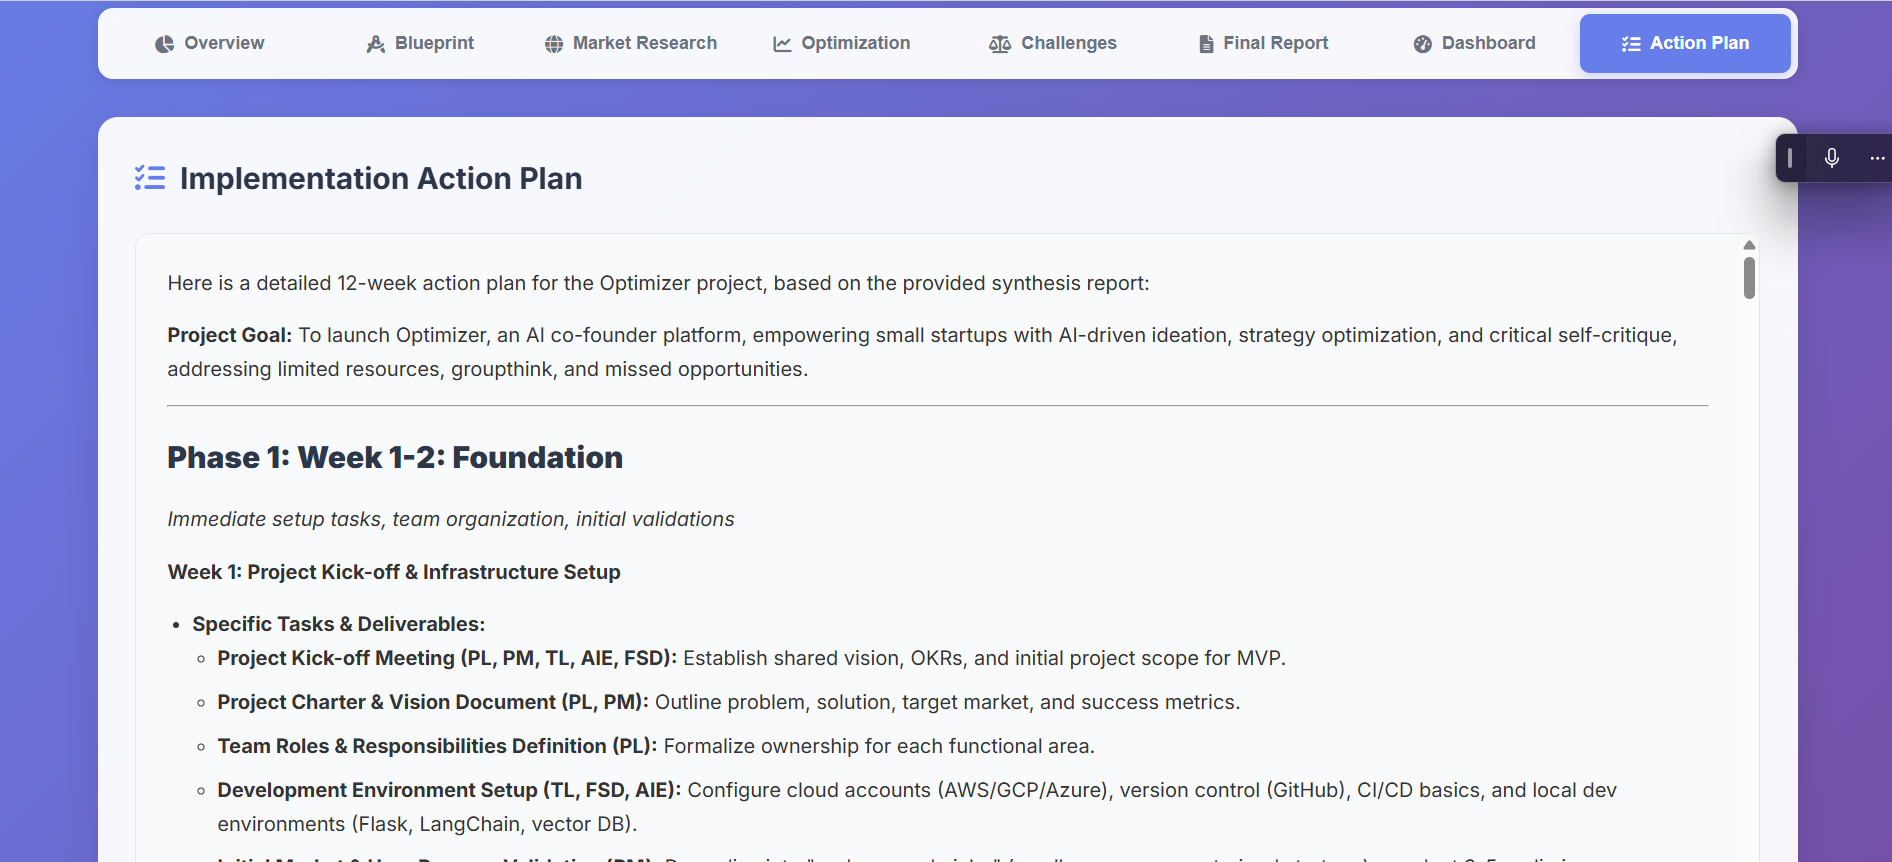 Overview Blueprint Market Research Optimization Challenges Final Report Dashboard Action Plan
Implementation Action Plan
Here is a detailed 12-week action plan for the Optimizer project, based on the provided synthesis report:
Project Goal: To launch Optimizer, an AI co-founder platform, empowering small startups with AI-driven ideation, strategy optimization, and critical self-critique,
addressing limited resources, groupthink, and missed opportunities.
Phase 1: Week 1-2: Foundation
Immediate setup tasks, team organization, initial validations
Week 1: Project Kick-off & Infrastructure Setup
• Specific Tasks & Deliverables:
◦ Project Kick-off Meeting (PL, PM, TL, AIE, FSD): Establish shared vision, OKRs, and initial project scope for MVP.
◦ Project Charter & Vision Document (PL, PM): Outline problem, solution, target market, and success metrics.
◦ Team Roles & Responsibilities Definition (PL): Formalize ownership for each functional area.
◦ Development Environment Setup (TL, FSD, AIE): Configure cloud accounts (AWS/GCP/Azure), version control (GitHub), CI/CD basics, and local dev
environments (Flask, LangChain, vector DB).